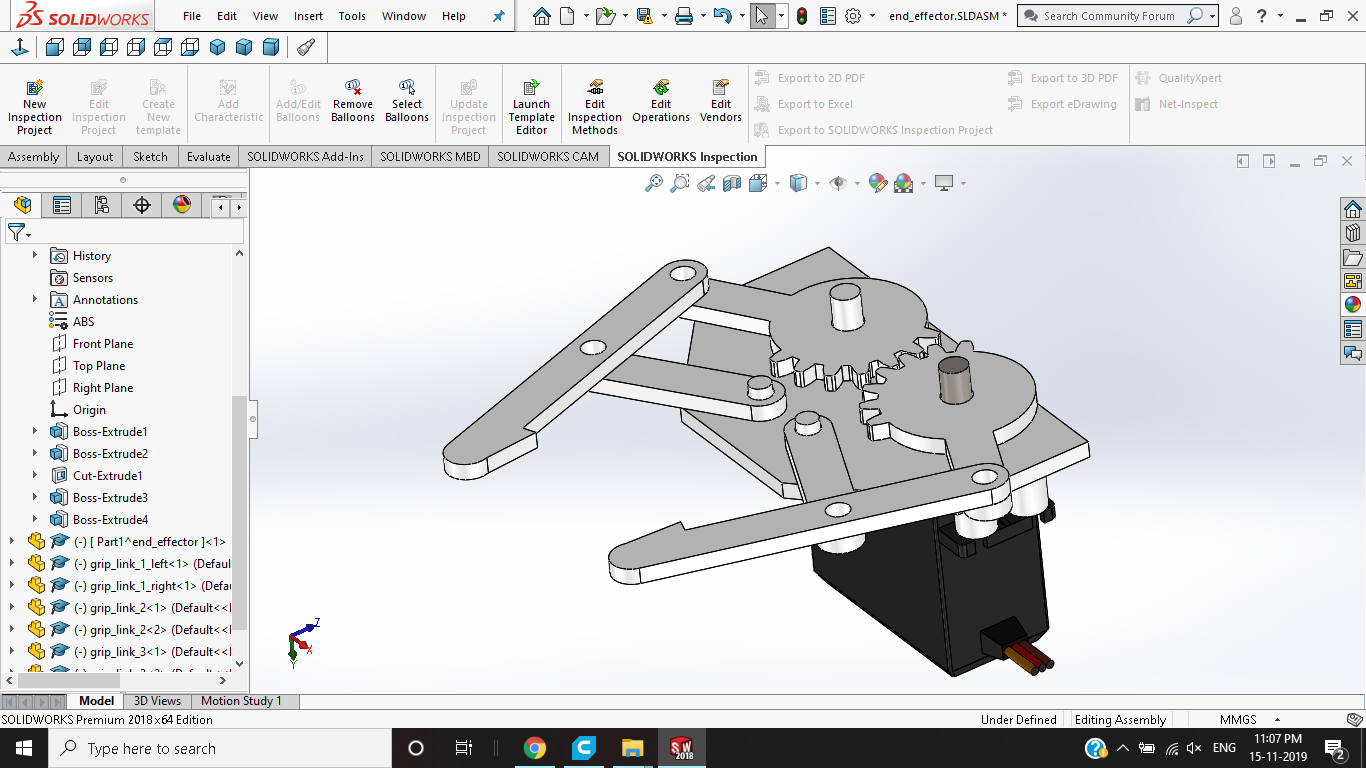 SOLIDWORKS
File Edit View Insert Tools Window Help
end_effector.SLDASM *
Search Community Forum
?
New Inspection Project
Edit Inspection Project
Create New template
Add Characteristic
Add/Edit Balloons
Remove Balloons
Select Balloons
Update Inspection Project
Launch Template Editor
Edit Inspection Methods
Edit Operations
Edit Vendors
Export to 2D PDF
Export to Excel
Export to SOLIDWORKS Inspection Project
Export to 3D PDF
Export eDrawing
QualityXpert
Net-Inspect
Assembly Layout Sketch Evaluate SOLIDWORKS Add-Ins SOLIDWORKS MBD SOLIDWORKS CAM SOLIDWORKS Inspection
History
Sensors
Annotations
ABS
Front Plane
Top Plane
Right Plane
Origin
Boss-Extrude1
Boss-Extrude2
Cut-Extrude1
Boss-Extrude3
Boss-Extrude4
(-) [ Part1^end_effector ]<1>
(-) grip_link_1_left<1> (Defaul
(-) grip_link_1_right<1> (Defa
(-) grip_link_2<1> (Default<<
(-) grip_link_2<2> (Default<<
(-) grip_link_3<1> (Default<<
Z
X
Y
Model 3D Views Motion Study 1
SOLIDWORKS Premium 2018 x64 Edition
Under Defined Editing Assembly MMGS
Type here to search
SW
2018
ENG
11:07 PM
15-11-2019
2